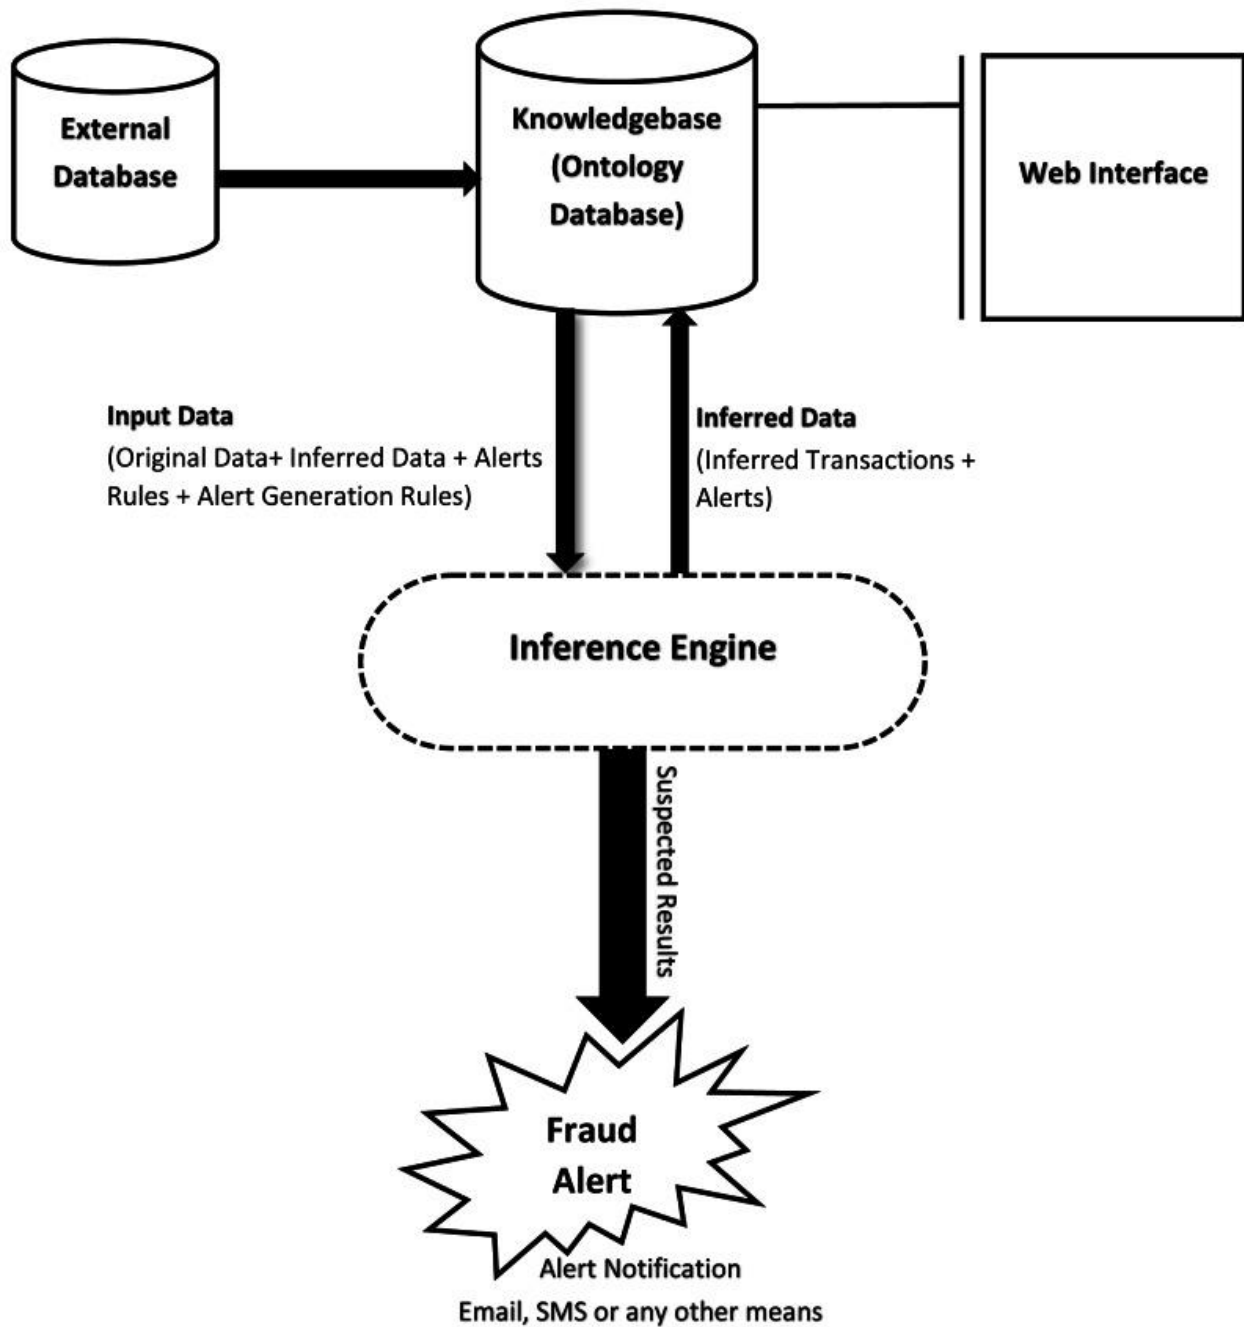 External
Database
Knowledgebase
(Ontology
Database)
Web Interface
Input Data
(Original Data+ Inferred Data + Alerts
Rules + Alert Generation Rules)
Inferred Data
(Inferred Transactions +
Alerts)
Inference Engine
Suspected Results
Fraud
Alert
Alert Notification
Email, SMS or any other means